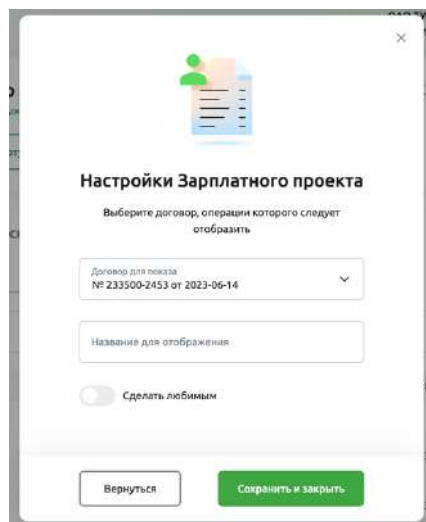 Настройки Зарплатного проекта
Выберите договор, операции которого следует
отобразить
Договор для показа
№ 233500-2453 от 2023-06-14
Название для отображения
Сделать любимым
Вернуться
Сохранить и закрыть